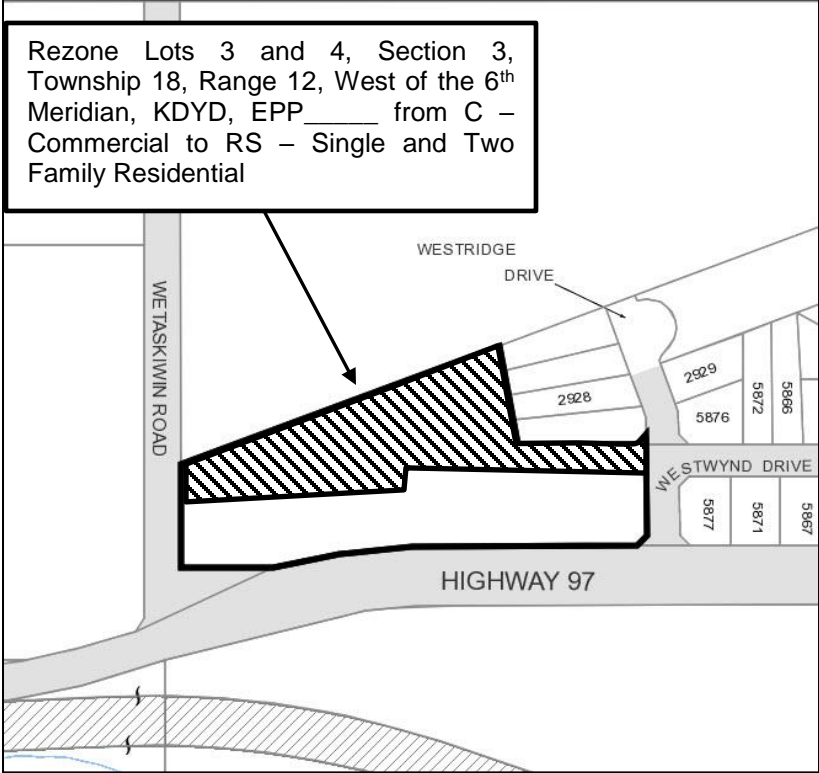 Rezone Lots 3 and 4, Section 3,
Township 18, Range 12, West of the 6th
Meridian, KDYD, EPP_____ from C –
Commercial to RS – Single and Two
Family Residential
WESTRIDGE
DRIVE
WETASKIWIN ROAD
2928
2929
5876
5872
5866
WESTWYND DRIVE
5877
5871
5867
HIGHWAY 97